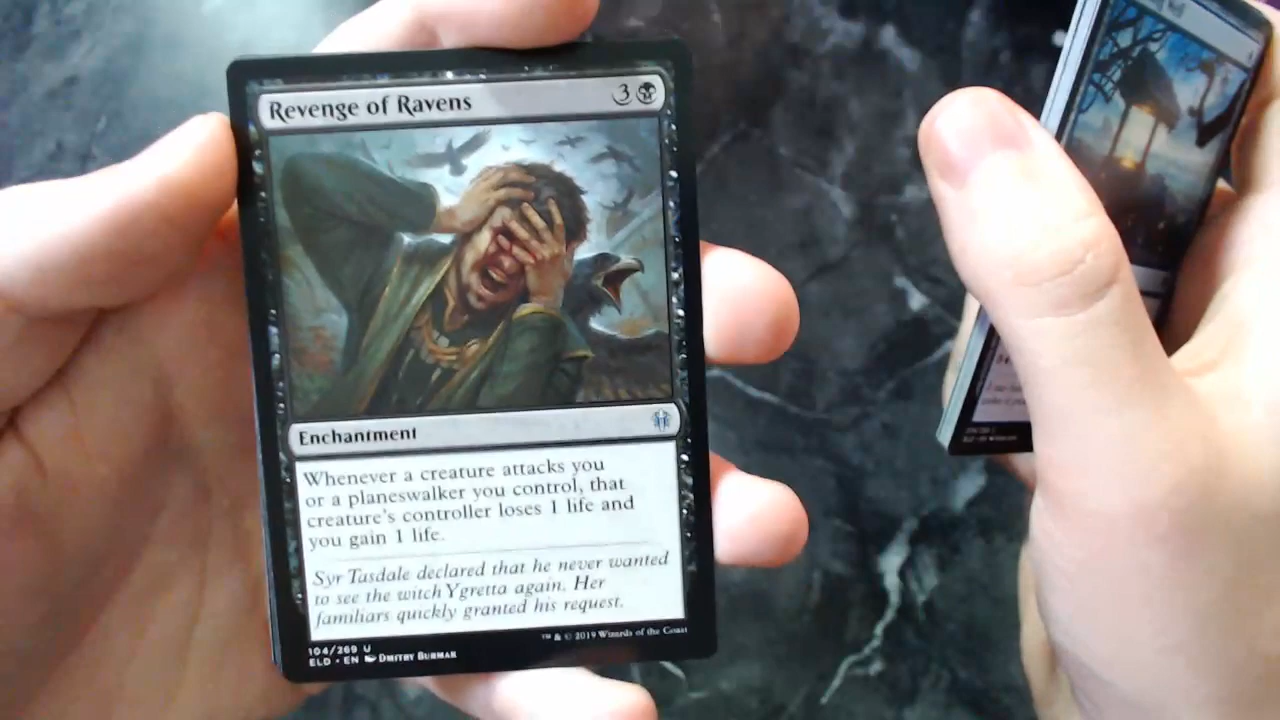 Revenge of Ravens 3
Enchantment
Whenever a creature attacks you
or a planeswalker you control, that
creature's controller loses 1 life and
you gain 1 life.
Syr Tasdale declared that he never wanted
to see the witch Ygretta again. Her
familiars quickly granted his request.
™ & © 2019 Wizards of the Coast
104/269 U
ELD • EN Dmitry Burmak